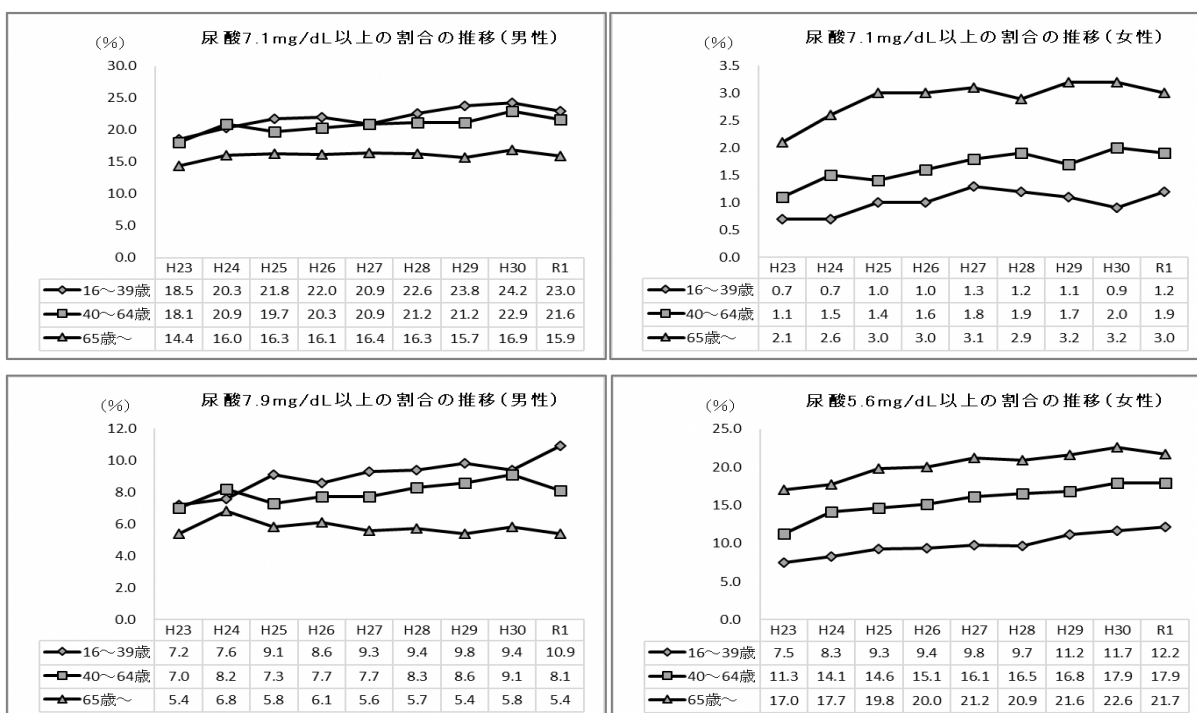 尿酸7.1mg/dL以上の割合の推移(男性)
(%)
30.0
25.0
20.0
15.0
10.0
5.0
0.0
H23 H24 H25 H26 H27 H28 H29 H30 R1
16～39歳 18.5 20.3 21.8 22.0 20.9 22.6 23.8 24.2 23.0
40～64歳 18.1 20.9 19.7 20.3 20.9 21.2 21.2 22.9 21.6
65歳～ 14.4 16.0 16.3 16.1 16.4 16.3 15.7 16.9 15.9
尿酸7.1mg/dL以上の割合の推移(女性)
(%)
3.5
3.0
2.5
2.0
1.5
1.0
0.5
0.0
H23 H24 H25 H26 H27 H28 H29 H30 R1
16～39歳 0.7 0.7 1.0 1.0 1.3 1.2 1.1 0.9 1.2
40～64歳 1.1 1.5 1.4 1.6 1.8 1.9 1.7 2.0 1.9
65歳～ 2.1 2.6 3.0 3.0 3.1 2.9 3.2 3.2 3.0
尿酸7.9mg/dL以上の割合の推移(男性)
(%)
12.0
10.0
8.0
6.0
4.0
2.0
0.0
H23 H24 H25 H26 H27 H28 H29 H30 R1
16～39歳 7.2 7.6 9.1 8.6 9.3 9.4 9.8 9.4 10.9
40～64歳 7.0 8.2 7.3 7.7 7.7 8.3 8.6 9.1 8.1
65歳～ 5.4 6.8 5.8 6.1 5.6 5.7 5.4 5.8 5.4
尿酸5.6mg/dL以上の割合の推移(女性)
(%)
25.0
20.0
15.0
10.0
5.0
0.0
H23 H24 H25 H26 H27 H28 H29 H30 R1
16～39歳 7.5 8.3 9.3 9.4 9.8 9.7 11.2 11.7 12.2
40～64歳 11.3 14.1 14.6 15.1 16.1 16.5 16.8 17.9 17.9
65歳～ 17.0 17.7 19.8 20.0 21.2 20.9 21.6 22.6 21.7